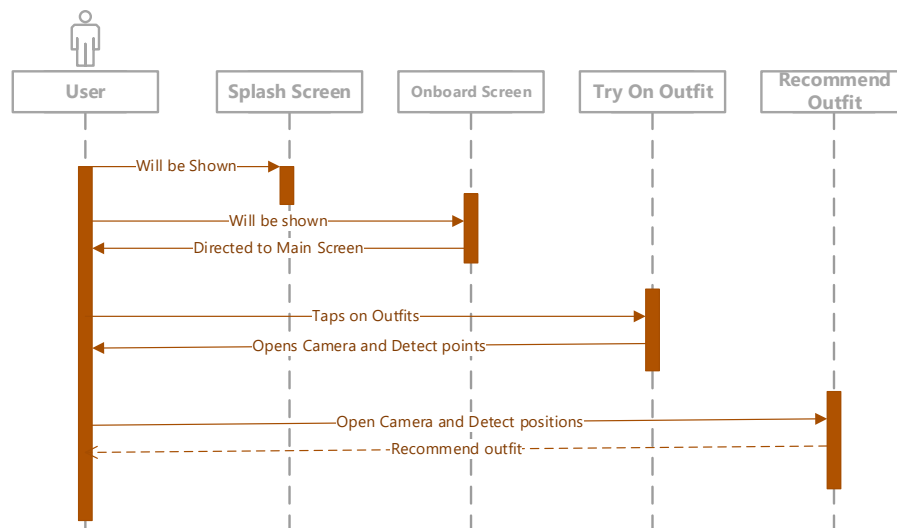 User
Splash Screen
Onboard Screen
Try On Outfit
Recommend
Outfit
Will be Shown
Will be shown
Directed to Main Screen
Taps on Outfits
Opens Camera and Detect points
Open Camera and Detect positions
Recommend outfit